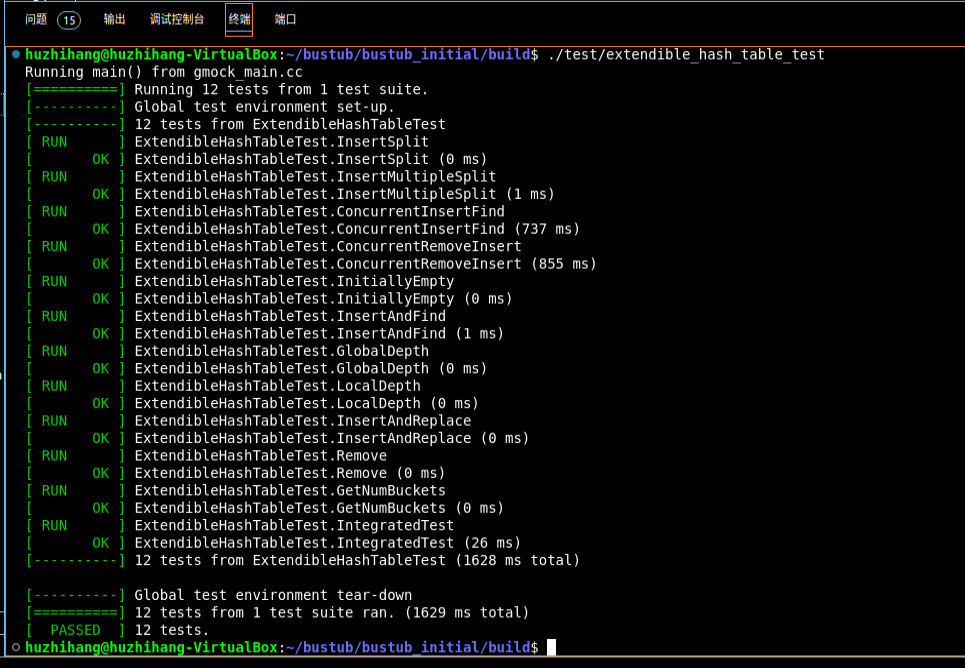 问题 15 输出 调试控制台 终端 端口
huzhihang@huzhihang-VirtualBox:~/bustub/bustub_initial/build$ ./test/extendible_hash_table_test
Running main() from gmock_main.cc
[==========] Running 12 tests from 1 test suite.
[----------] Global test environment set-up.
[----------] 12 tests from ExtendibleHashTableTest
[ RUN      ] ExtendibleHashTableTest.InsertSplit
[       OK ] ExtendibleHashTableTest.InsertSplit (0 ms)
[ RUN      ] ExtendibleHashTableTest.InsertMultipleSplit
[       OK ] ExtendibleHashTableTest.InsertMultipleSplit (1 ms)
[ RUN      ] ExtendibleHashTableTest.ConcurrentInsertFind
[       OK ] ExtendibleHashTableTest.ConcurrentInsertFind (737 ms)
[ RUN      ] ExtendibleHashTableTest.ConcurrentRemoveInsert
[       OK ] ExtendibleHashTableTest.ConcurrentRemoveInsert (855 ms)
[ RUN      ] ExtendibleHashTableTest.InitiallyEmpty
[       OK ] ExtendibleHashTableTest.InitiallyEmpty (0 ms)
[ RUN      ] ExtendibleHashTableTest.InsertAndFind
[       OK ] ExtendibleHashTableTest.InsertAndFind (1 ms)
[ RUN      ] ExtendibleHashTableTest.GlobalDepth
[       OK ] ExtendibleHashTableTest.GlobalDepth (0 ms)
[ RUN      ] ExtendibleHashTableTest.LocalDepth
[       OK ] ExtendibleHashTableTest.LocalDepth (0 ms)
[ RUN      ] ExtendibleHashTableTest.InsertAndReplace
[       OK ] ExtendibleHashTableTest.InsertAndReplace (0 ms)
[ RUN      ] ExtendibleHashTableTest.Remove
[       OK ] ExtendibleHashTableTest.Remove (0 ms)
[ RUN      ] ExtendibleHashTableTest.GetNumBuckets
[       OK ] ExtendibleHashTableTest.GetNumBuckets (0 ms)
[ RUN      ] ExtendibleHashTableTest.IntegratedTest
[       OK ] ExtendibleHashTableTest.IntegratedTest (26 ms)
[----------] 12 tests from ExtendibleHashTableTest (1628 ms total)
[----------] Global test environment tear-down
[==========] 12 tests from 1 test suite ran. (1629 ms total)
[  PASSED  ] 12 tests.
huzhihang@huzhihang-VirtualBox:~/bustub/bustub_initial/build$